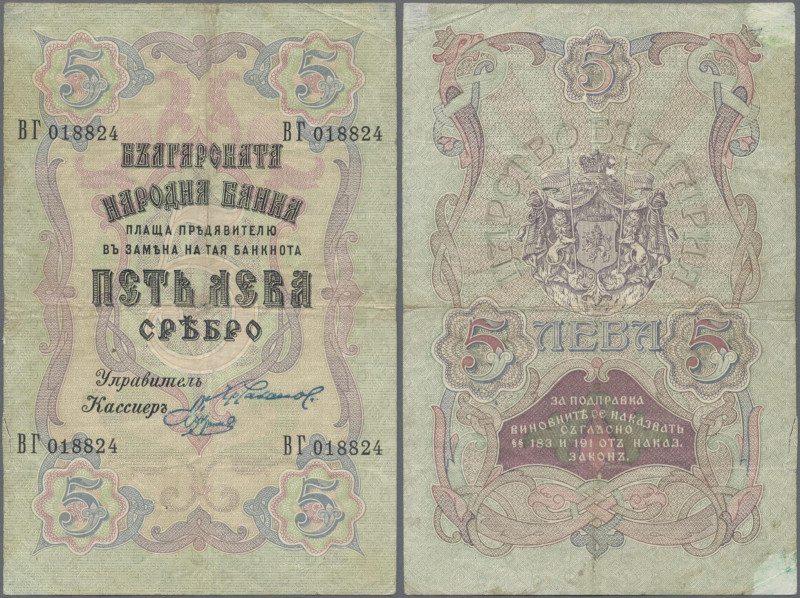 5 5
ВГ 018824 ВГ 018824
БЪЛГАРСКАТА
НАРОДНА БАНКА
ПЛАЩА ПРѢДЯВИТЕЛЮ
ВЪ ЗАМѢНА НА ТАЯ БАНКНОТА
ПЕТЬ ЛЕВА
СРѢБРО
Управитель
Кассиеръ
ВГ 018824 ВГ 018824
5 5
5
ЦАРСТВО БЪЛГАРИЯ
5 ЛЕВА 5
ЗА ПОДПРАВКА
ВИНОВНИТѢ СЕ НАКАЗВАТЪ
СЪГЛАСНО
§§ 183 И 191 ОТЪ НАКАЗ.
ЗАКОНЪ.